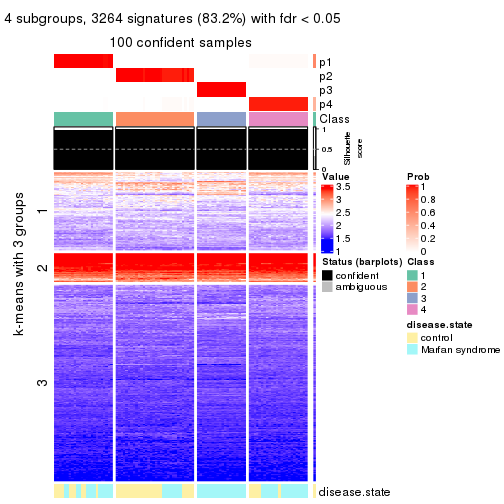 4 subgroups, 3264 signatures (83.2%) with fdr < 0.05
100 confident samples
p1
p2
p3
p4
Class
1
0.5
0
Silhouette
score
k-means with 3 groups
1
2
3
Value
3.5
3
2.5
2
1.5
1
Prob
1
0.8
0.6
0.4
0.2
0
Status (barplots)
confident
ambiguous
Class
1
2
3
4
disease.state
control
Marfan syndrome
disease.state